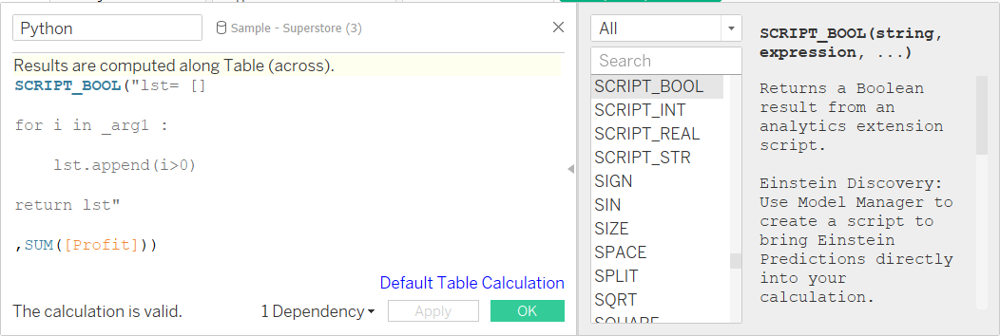 Python
Sample - Superstore (3)
Results are computed along Table (across).
SCRIPT_BOOL("lst= []
for i in _arg1 :
    lst.append(i>0)
return lst"
,SUM([Profit]))
Default Table Calculation
The calculation is valid.
1 Dependency
Apply
OK
All
Search
SCRIPT_BOOL
SCRIPT_INT
SCRIPT_REAL
SCRIPT_STR
SIGN
SIN
SIZE
SPACE
SPLIT
SQRT
SQUARE
SCRIPT_BOOL(string,
expression, ...)
Returns a Boolean
result from an
analytics extension
script.
Einstein Discovery:
Use Model Manager to
create a script to
bring Einstein
Predictions directly
into your
calculation.